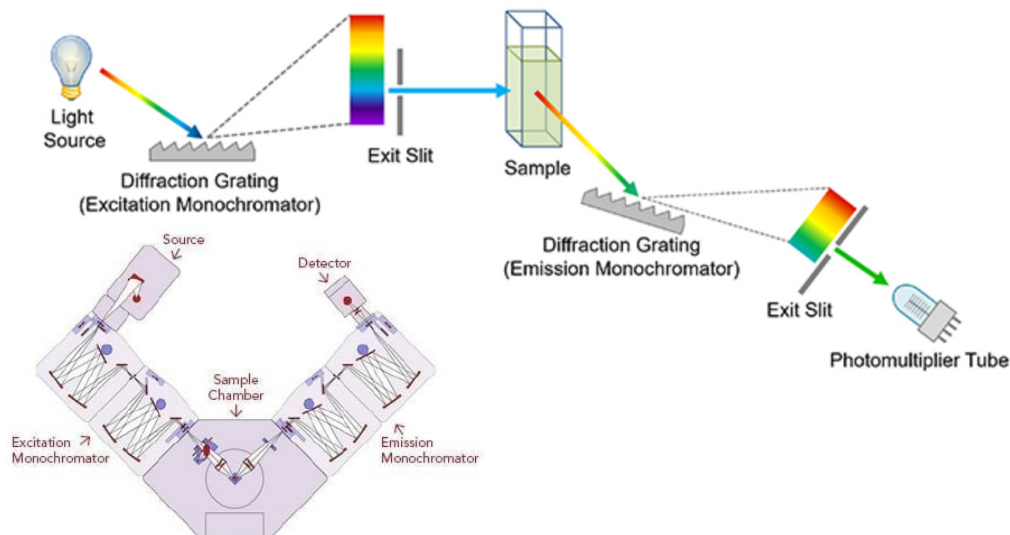 Light
Source
Diffraction Grating
(Excitation Monochromator)
Exit Slit
Sample
Diffraction Grating
(Emission Monochromator)
Exit Slit
Photomultiplier Tube
Source
Detector
Sample
Chamber
Excitation
Monochromator
Emission
Monochromator